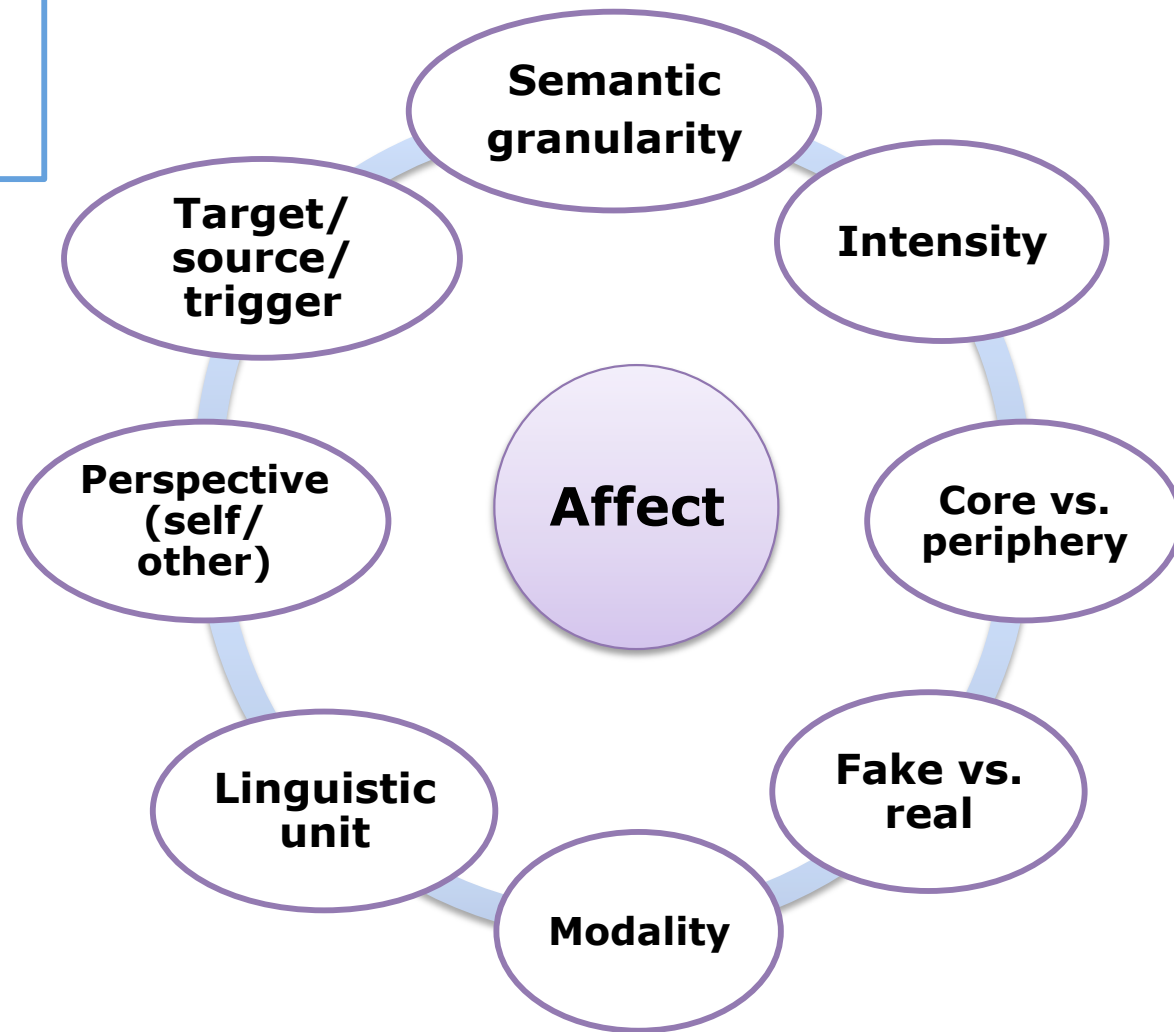 Semantic
granularity
Intensity
Core vs.
periphery
Fake vs.
real
Modality
Linguistic
unit
Perspective
(self/
other)
Target/
source/
trigger
Affect